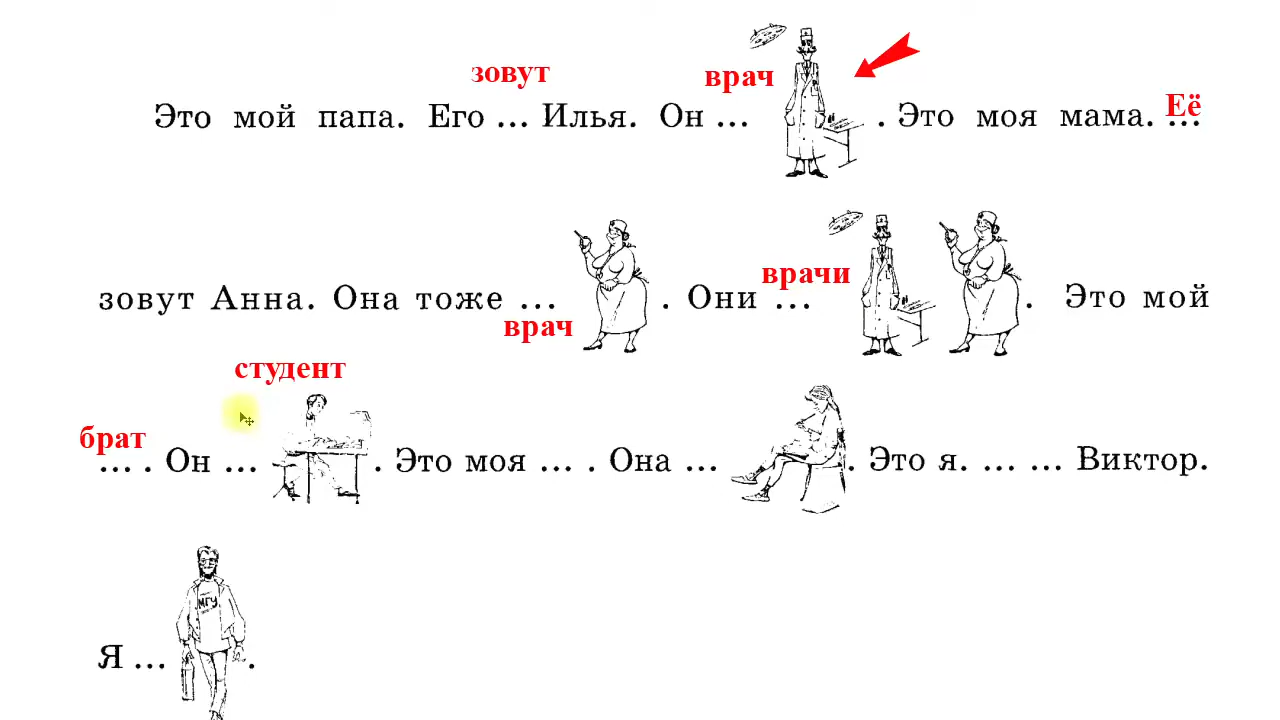 зовут
врач
Это мой папа. Его ... Илья. Он ... . Это моя мама. ...
Её
зовут Анна. Она тоже ... . Они ... . Это мой
врач
врачи
студент
брат
... . Он ... . Это моя ... . Она ... . Это я. ... ... Виктор.
МГУ
Я ... .